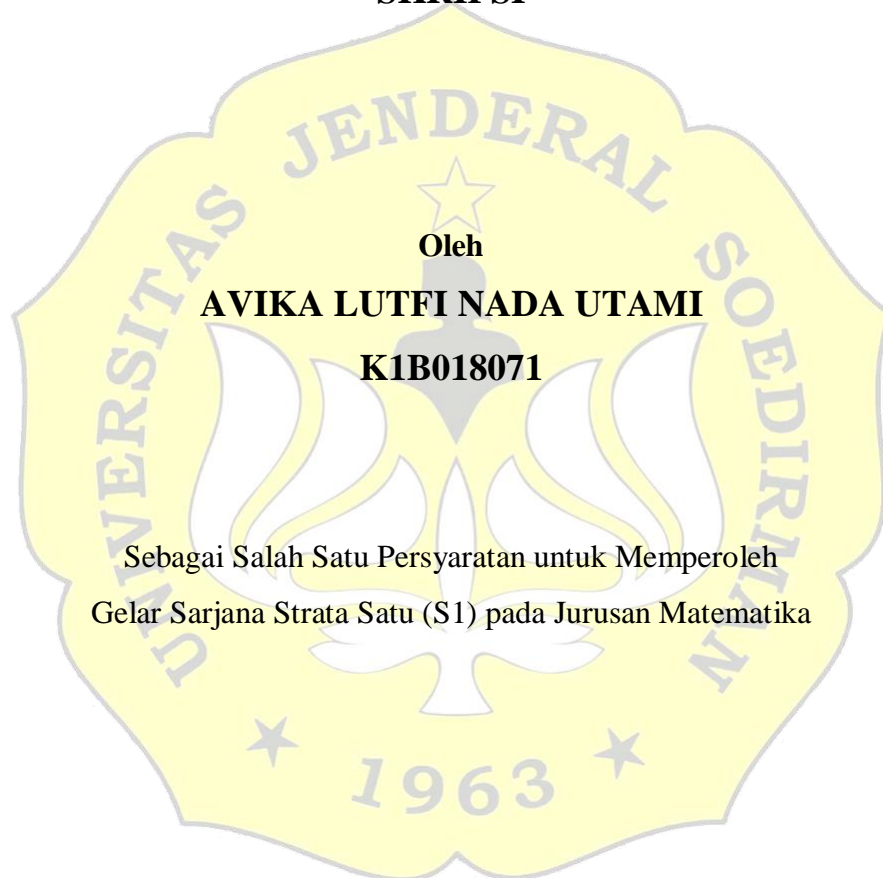 SKRIPSI
UNIVERSITAS JENDERAL SOEDIRMAN
Oleh
AVIKA LUTFI NADA UTAMI
K1B018071
Sebagai Salah Satu Persyaratan untuk Memperoleh
Gelar Sarjana Strata Satu (S1) pada Jurusan Matematika
1963